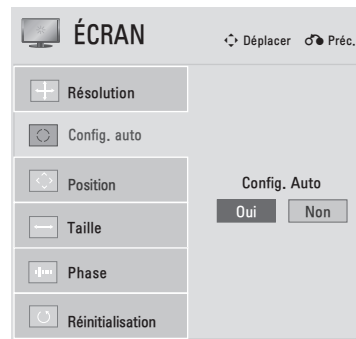 ÉCRAN
Déplacer Préc.
Résolution
Config. auto
Position
Taille
Phase
Réinitialisation
Config. Auto
Oui Non